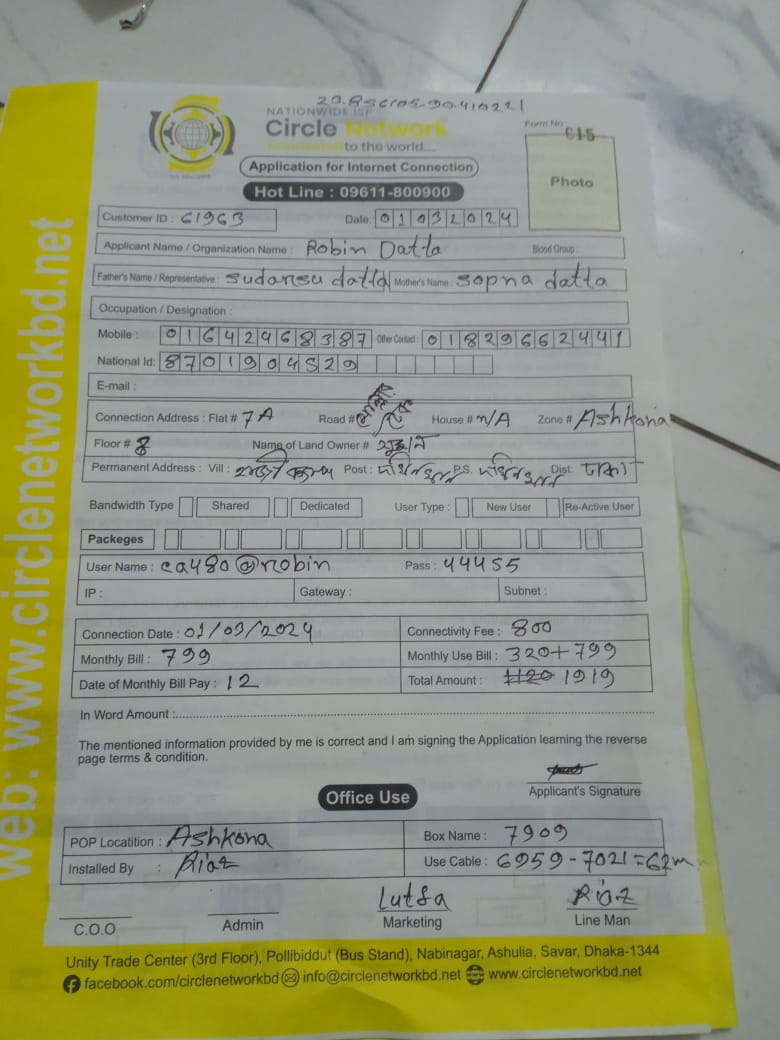 NATIONWIDE ISP
Circle Network
Connected to the world....
Form No :
615
Application for Internet Connection
Photo
Hot Line : 09611-800900
Customer ID : 61963 Date: 01032024
Applicant Name / Organization Name : Robin Datta Blood Group :
Father's Name / Representative : Sudansu datta Mother's Name : Sopna datta
Occupation / Designation :
Mobile : 01642468387 Other Contact : 01829662441
National Id: 8701904529
E-mail :
Connection Address : Flat # 7A Road # House # N/A Zone # Ashkona
Floor # 8 Name of Land Owner #
Permanent Address : Vill : Post : P.S. Dist: ঢাকা
Bandwidth Type Shared Dedicated User Type : New User Re-Active User
Packeges
User Name : ca480@robin Pass : 44455
IP : Gateway : Subnet :
Connection Date : 01/03/2024 Connectivity Fee : 800
Monthly Bill : 799 Monthly Use Bill : 320+799
Date of Monthly Bill Pay : 12 Total Amount : 1919
In Word Amount :
The mentioned information provided by me is correct and I am signing the Application learning the reverse
page terms & condition.
Applicant's Signature
Office Use
POP Locatition : Ashkona Box Name : 7909
Installed By : Riaz Use Cable : 6959-7021=62m
Lutfa Riaz
C.O.O Admin Marketing Line Man
Unity Trade Center (3rd Floor), Pollibiddut (Bus Stand), Nabinagar, Ashulia, Savar, Dhaka-1344
facebook.com/circlenetworkbd info@circlenetworkbd.net www.circlenetworkbd.net
web: www.circlenetworkbd.net